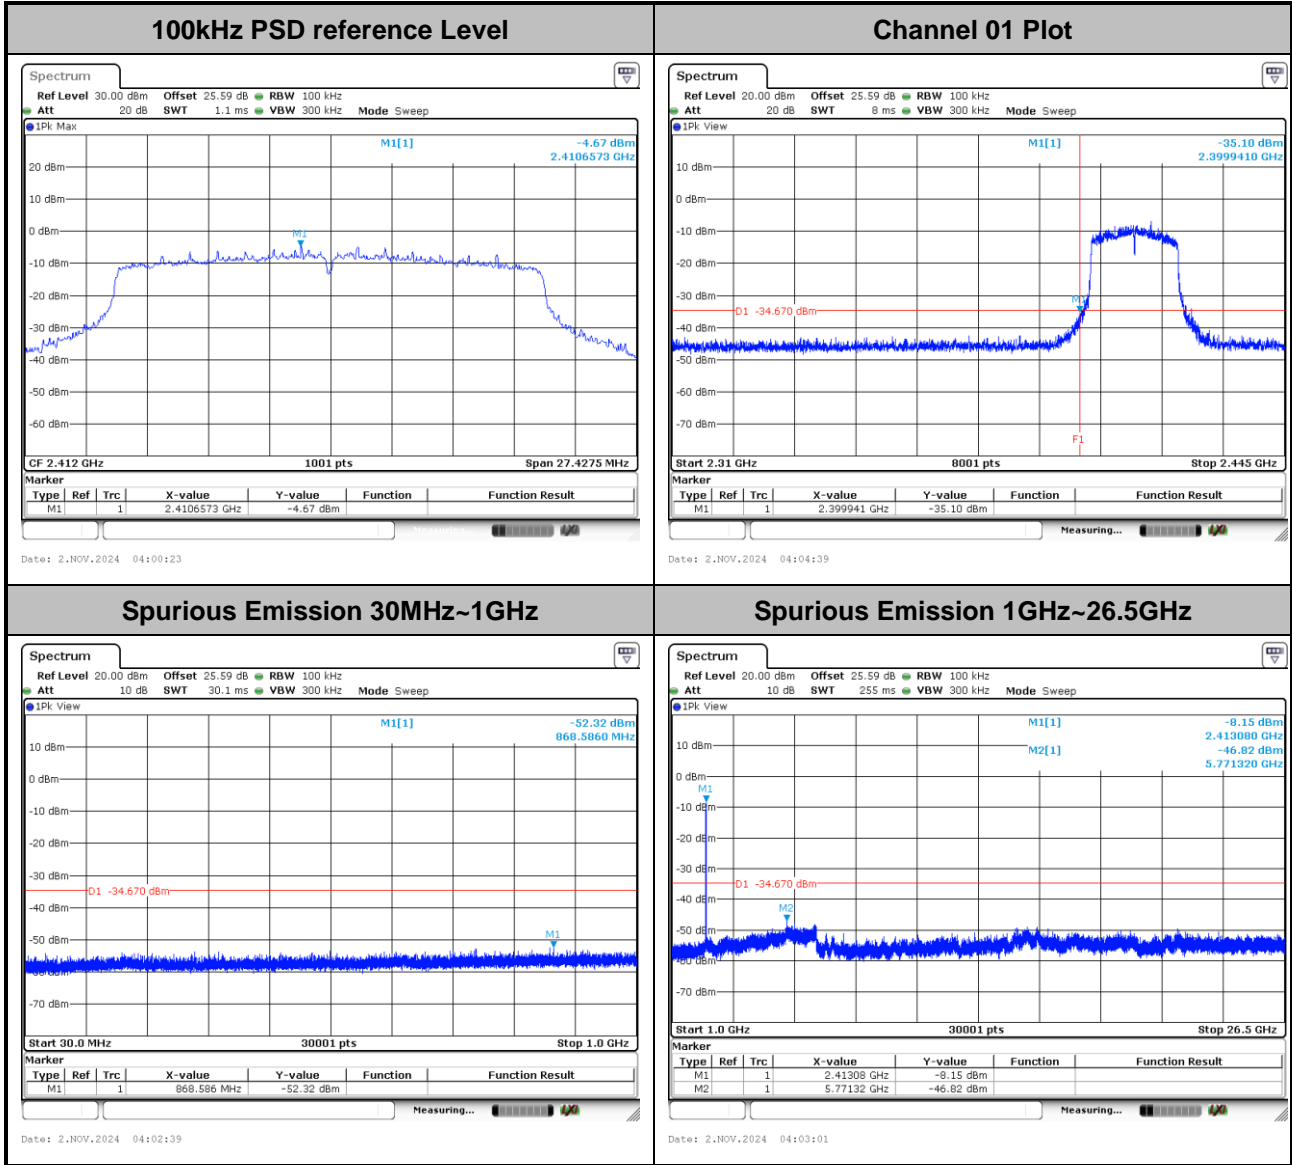 100kHz PSD reference Level
Spectrum
Ref Level 30.00 dBm Offset 25.59 dB RBW 100 kHz
Att 20 dB SWT 1.1 ms VBW 300 kHz Mode Sweep
1Pk Max
M1[1] -4.67 dBm
2.4106573 GHz
20 dBm
10 dBm
0 dBm
M1
-10 dBm
-20 dBm
-30 dBm
-40 dBm
-50 dBm
-60 dBm
CF 2.412 GHz 1001 pts Span 27.4275 MHz
Marker
Type Ref Trc X-value Y-value Function Function Result
M1 1 2.4106573 GHz -4.67 dBm
Measuring...
Date: 2.NOV.2024 04:00:23
Channel 01 Plot
Spectrum
Ref Level 20.00 dBm Offset 25.59 dB RBW 100 kHz
Att 20 dB SWT 8 ms VBW 300 kHz Mode Sweep
1Pk View
M1[1] -35.10 dBm
2.3999410 GHz
10 dBm
0 dBm
-10 dBm
-20 dBm
-30 dBm
M1
D1 -34.670 dBm
-40 dBm
-50 dBm
-60 dBm
-70 dBm
F1
Start 2.31 GHz 8001 pts Stop 2.445 GHz
Marker
Type Ref Trc X-value Y-value Function Function Result
M1 1 2.399941 GHz -35.10 dBm
Measuring...
Date: 2.NOV.2024 04:04:39
Spurious Emission 30MHz~1GHz
Spectrum
Ref Level 20.00 dBm Offset 25.59 dB RBW 100 kHz
Att 10 dB SWT 30.1 ms VBW 300 kHz Mode Sweep
1Pk View
M1[1] -52.32 dBm
868.5860 MHz
10 dBm
0 dBm
-10 dBm
-20 dBm
-30 dBm
D1 -34.670 dBm
-40 dBm
M1
-50 dBm
-60 dBm
-70 dBm
Start 30.0 MHz 30001 pts Stop 1.0 GHz
Marker
Type Ref Trc X-value Y-value Function Function Result
M1 1 868.586 MHz -52.32 dBm
Measuring...
Date: 2.NOV.2024 04:02:39
Spurious Emission 1GHz~26.5GHz
Spectrum
Ref Level 20.00 dBm Offset 25.59 dB RBW 100 kHz
Att 10 dB SWT 255 ms VBW 300 kHz Mode Sweep
1Pk View
M1[1] -8.15 dBm
2.413080 GHz
10 dBm
M2[1] -46.82 dBm
5.771320 GHz
0 dBm
M1
-10 dBm
-20 dBm
-30 dBm
D1 -34.670 dBm
-40 dBm
M2
-50 dBm
-60 dBm
-70 dBm
Start 1.0 GHz 30001 pts Stop 26.5 GHz
Marker
Type Ref Trc X-value Y-value Function Function Result
M1 1 2.41308 GHz -8.15 dBm
M2 1 5.77132 GHz -46.82 dBm
Measuring...
Date: 2.NOV.2024 04:03:01